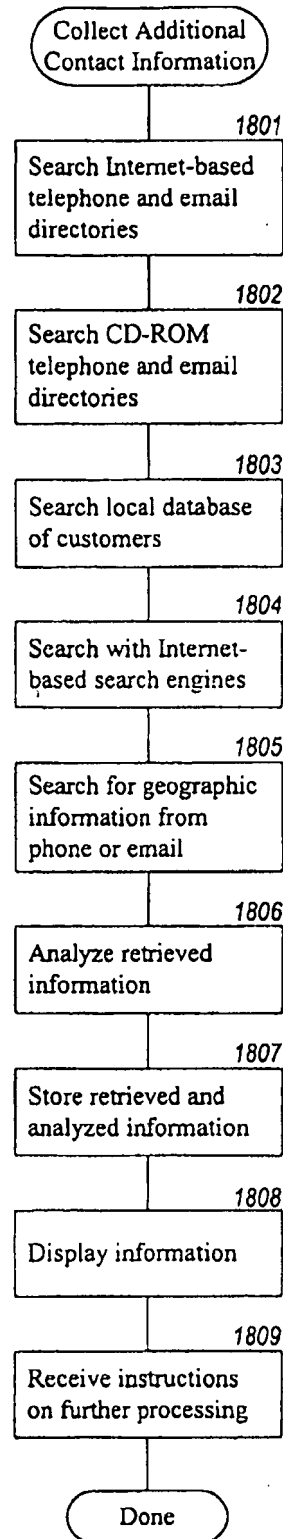 Collect Additional
Contact Information
1801
Search Internet-based
telephone and email
directories
1802
Search CD-ROM
telephone and email
directories
1803
Search local database
of customers
1804
Search with Internet-
based search engines
1805
Search for geographic
information from
phone or email
1806
Analyze retrieved
information
1807
Store retrieved and
analyzed information
1808
Display information
1809
Receive instructions
on further processing
Done